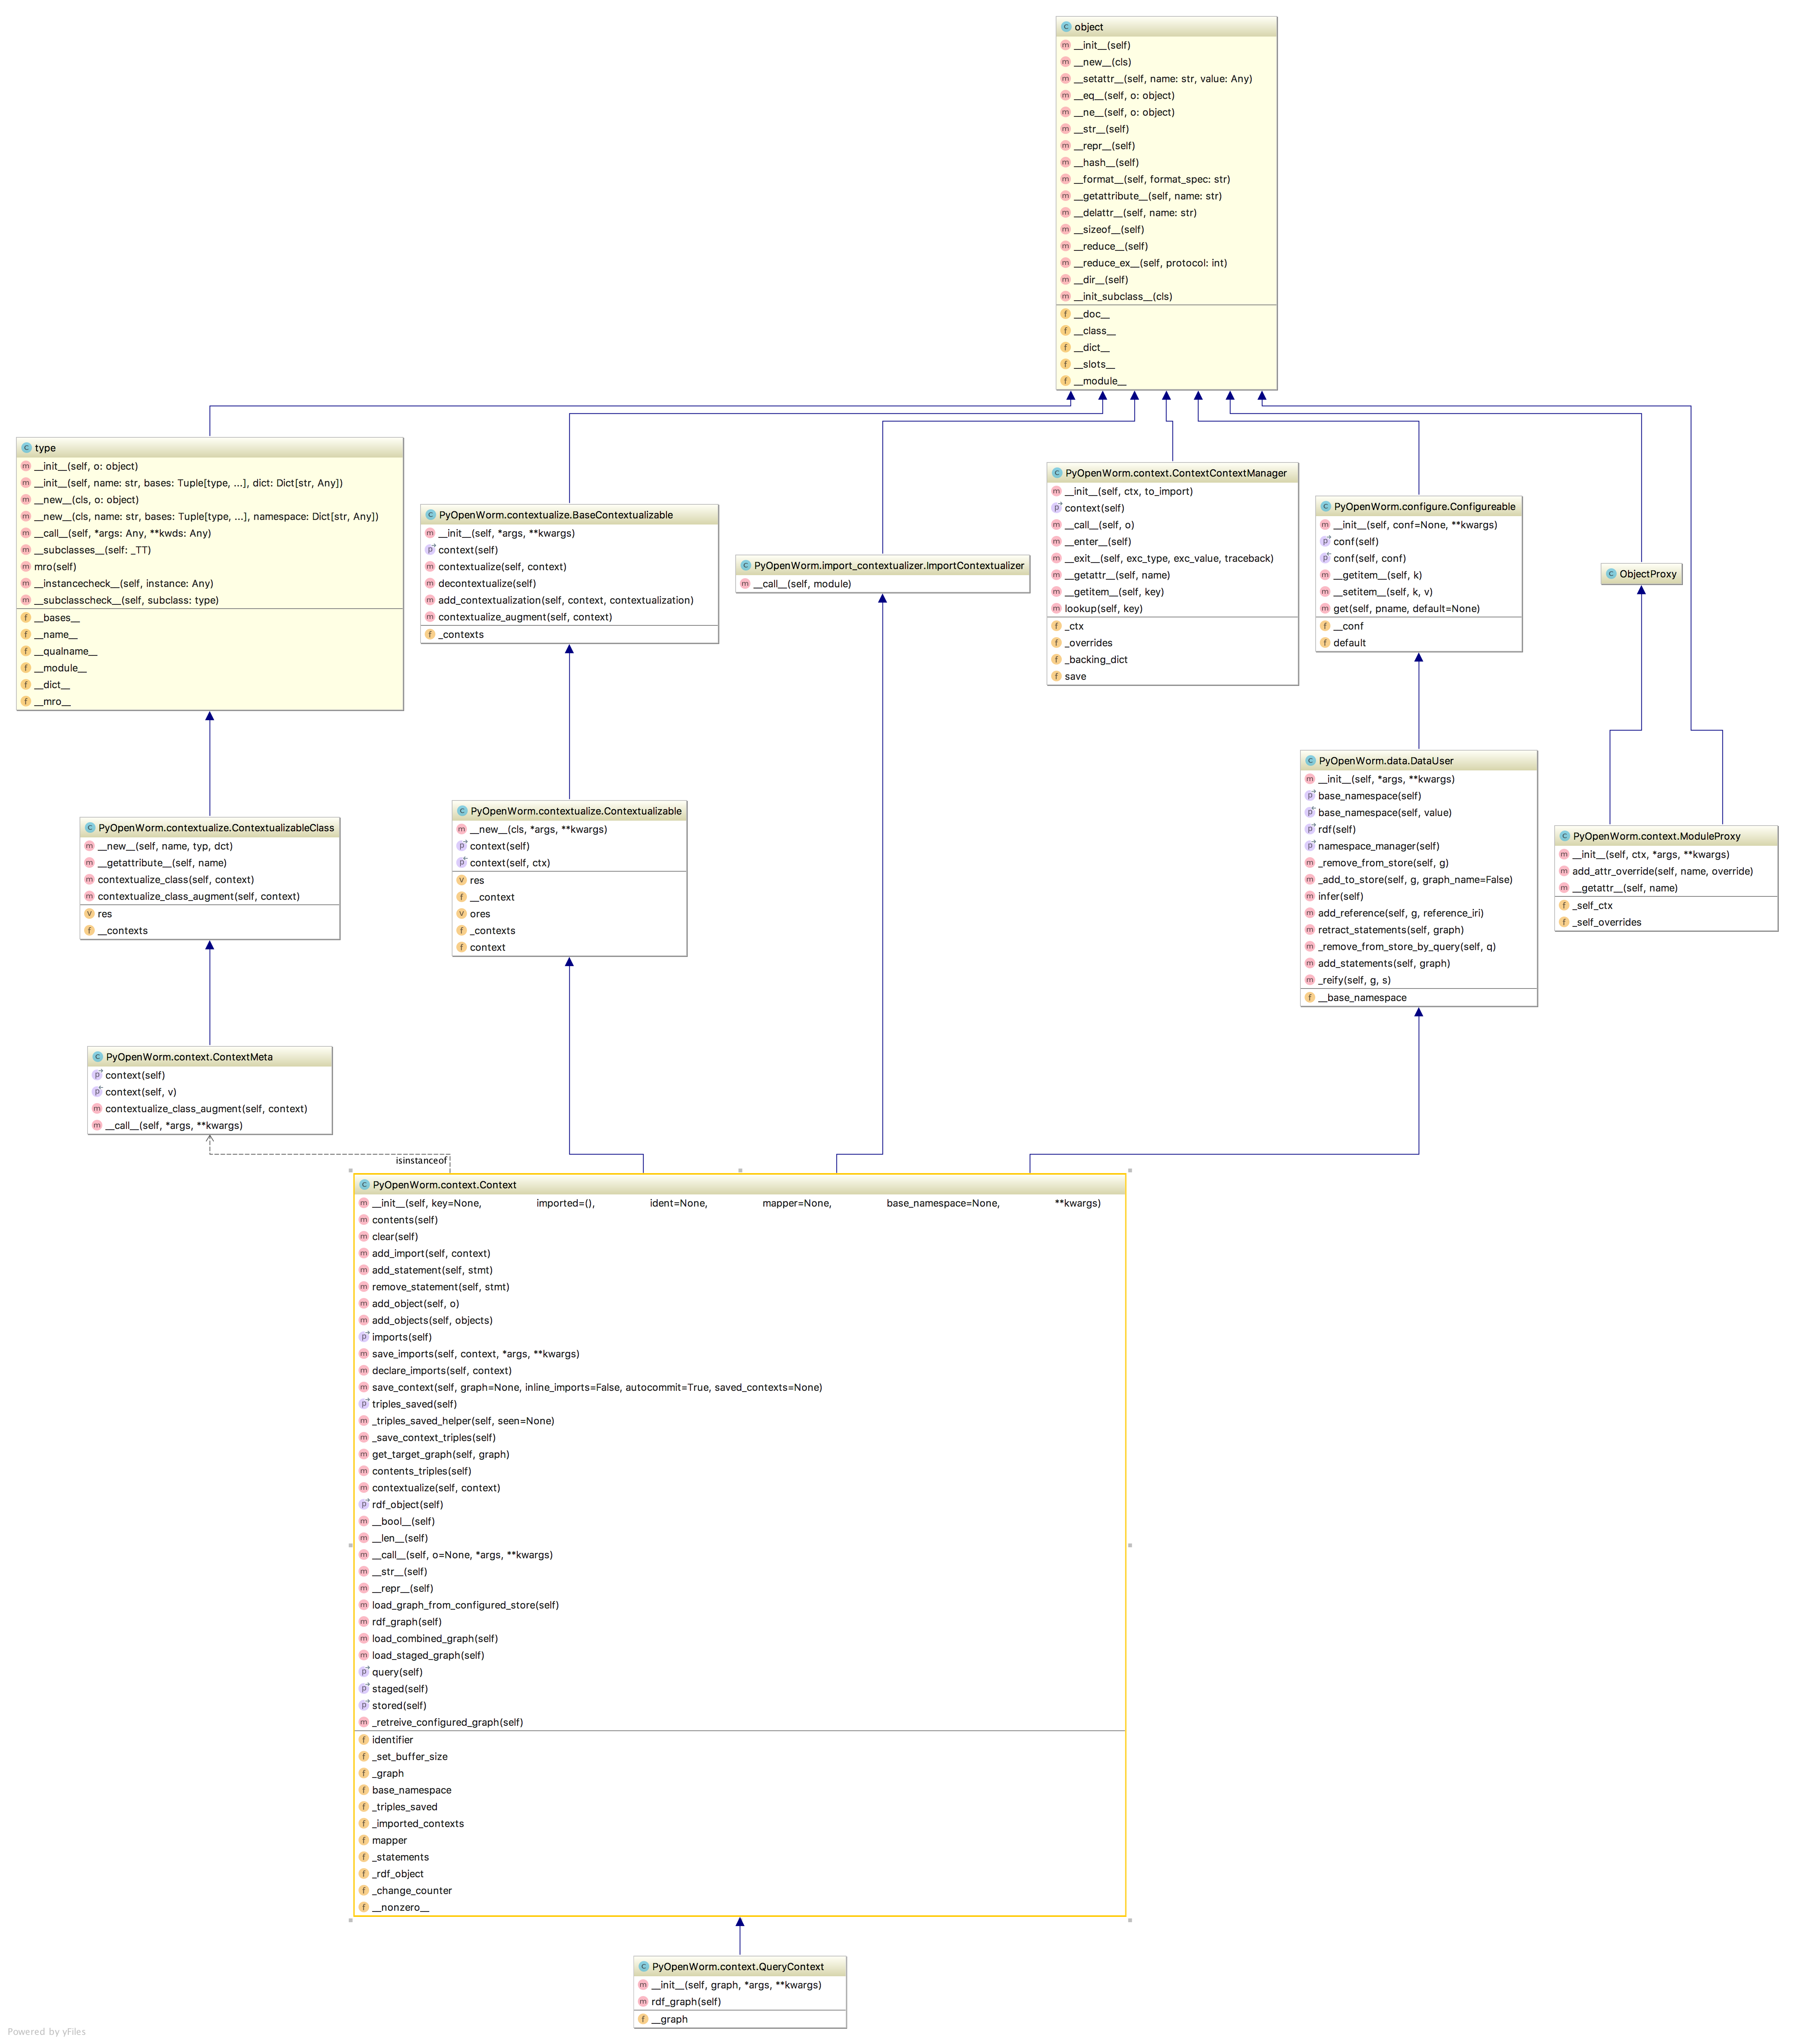 object
__init__(self)
__new__(cls)
__setattr__(self, name: str, value: Any)
__eq__(self, o: object)
__ne__(self, o: object)
__str__(self)
__repr__(self)
__hash__(self)
__format__(self, format_spec: str)
__getattribute__(self, name: str)
__delattr__(self, name: str)
__sizeof__(self)
__reduce__(self)
__reduce_ex__(self, protocol: int)
__dir__(self)
__init_subclass__(cls)
__doc__
__class__
__dict__
__slots__
__module__
type
__init__(self, o: object)
__init__(self, name: str, bases: Tuple[type, ...], dict: Dict[str, Any])
__new__(cls, o: object)
__new__(cls, name: str, bases: Tuple[type, ...], namespace: Dict[str, Any])
__call__(self, *args: Any, **kwds: Any)
__subclasses__(self: _TT)
mro(self)
__instancecheck__(self, instance: Any)
__subclasscheck__(self, subclass: type)
__bases__
__name__
__qualname__
__module__
__dict__
__mro__
PyOpenWorm.contextualize.BaseContextualizable
__init__(self, *args, **kwargs)
context(self)
contextualize(self, context)
decontextualize(self)
add_contextualization(self, context, contextualization)
contextualize_augment(self, context)
_contexts
PyOpenWorm.import_contextualizer.ImportContextualizer
__call__(self, module)
PyOpenWorm.context.ContextContextManager
__init__(self, ctx, to_import)
context(self)
__call__(self, o)
__enter__(self)
__exit__(self, exc_type, exc_value, traceback)
__getattr__(self, name)
__getitem__(self, key)
lookup(self, key)
_ctx
_overrides
_backing_dict
save
PyOpenWorm.configure.Configureable
__init__(self, conf=None, **kwargs)
conf(self)
conf(self, conf)
__getitem__(self, k)
__setitem__(self, k, v)
get(self, pname, default=None)
__conf
default
ObjectProxy
PyOpenWorm.contextualize.ContextualizableClass
__new__(self, name, typ, dct)
__getattribute__(self, name)
contextualize_class(self, context)
contextualize_class_augment(self, context)
res
__contexts
PyOpenWorm.contextualize.Contextualizable
__new__(cls, *args, **kwargs)
context(self)
context(self, ctx)
res
__context
ores
_contexts
context
PyOpenWorm.data.DataUser
__init__(self, *args, **kwargs)
base_namespace(self)
base_namespace(self, value)
rdf(self)
namespace_manager(self)
_remove_from_store(self, g)
_add_to_store(self, g, graph_name=False)
infer(self)
add_reference(self, g, reference_iri)
retract_statements(self, graph)
_remove_from_store_by_query(self, q)
add_statements(self, graph)
_reify(self, g, s)
__base_namespace
PyOpenWorm.context.ModuleProxy
__init__(self, ctx, *args, **kwargs)
add_attr_override(self, name, override)
__getattr__(self, name)
_self_ctx
_self_overrides
PyOpenWorm.context.ContextMeta
context(self)
context(self, v)
contextualize_class_augment(self, context)
__call__(self, *args, **kwargs)
isinstanceof
PyOpenWorm.context.Context
__init__(self, key=None, imported=(), ident=None, mapper=None, base_namespace=None, **kwargs)
contents(self)
clear(self)
add_import(self, context)
add_statement(self, stmt)
remove_statement(self, stmt)
add_object(self, o)
add_objects(self, objects)
imports(self)
save_imports(self, context, *args, **kwargs)
declare_imports(self, context)
save_context(self, graph=None, inline_imports=False, autocommit=True, saved_contexts=None)
triples_saved(self)
_triples_saved_helper(self, seen=None)
_save_context_triples(self)
get_target_graph(self, graph)
contents_triples(self)
contextualize(self, context)
rdf_object(self)
__bool__(self)
__len__(self)
__call__(self, o=None, *args, **kwargs)
__str__(self)
__repr__(self)
load_graph_from_configured_store(self)
rdf_graph(self)
load_combined_graph(self)
load_staged_graph(self)
query(self)
staged(self)
stored(self)
_retreive_configured_graph(self)
identifier
_set_buffer_size
_graph
base_namespace
_triples_saved
_imported_contexts
mapper
_statements
_rdf_object
_change_counter
__nonzero__
PyOpenWorm.context.QueryContext
__init__(self, graph, *args, **kwargs)
rdf_graph(self)
__graph
Powered by yFiles